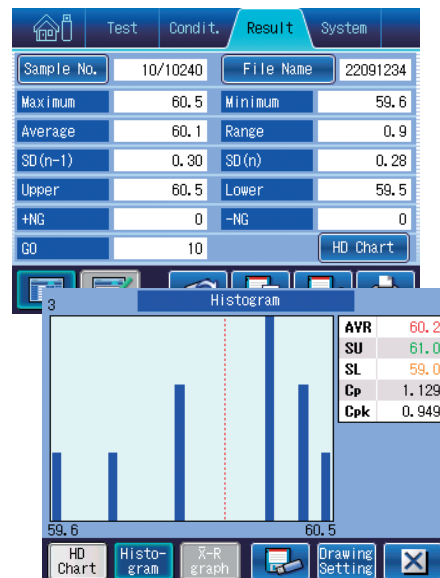 Test Condit. Result System
Sample No. 10/10240 File Name 22091234
Maximum 60.5 Minimum 59.6
Average 60.1 Range 0.9
SD(n-1) 0.30 SD(n) 0.28
Upper 60.5 Lower 59.5
+NG 0 -NG 0
GO 10 HD Chart
3 Histogram
AVR 60.2
SU 61.0
SL 59.0
Cp 1.129
Cpk 0.949
59.6 60.5
HD Chart
Histo-gram
X̄-R graph
Drawing Setting